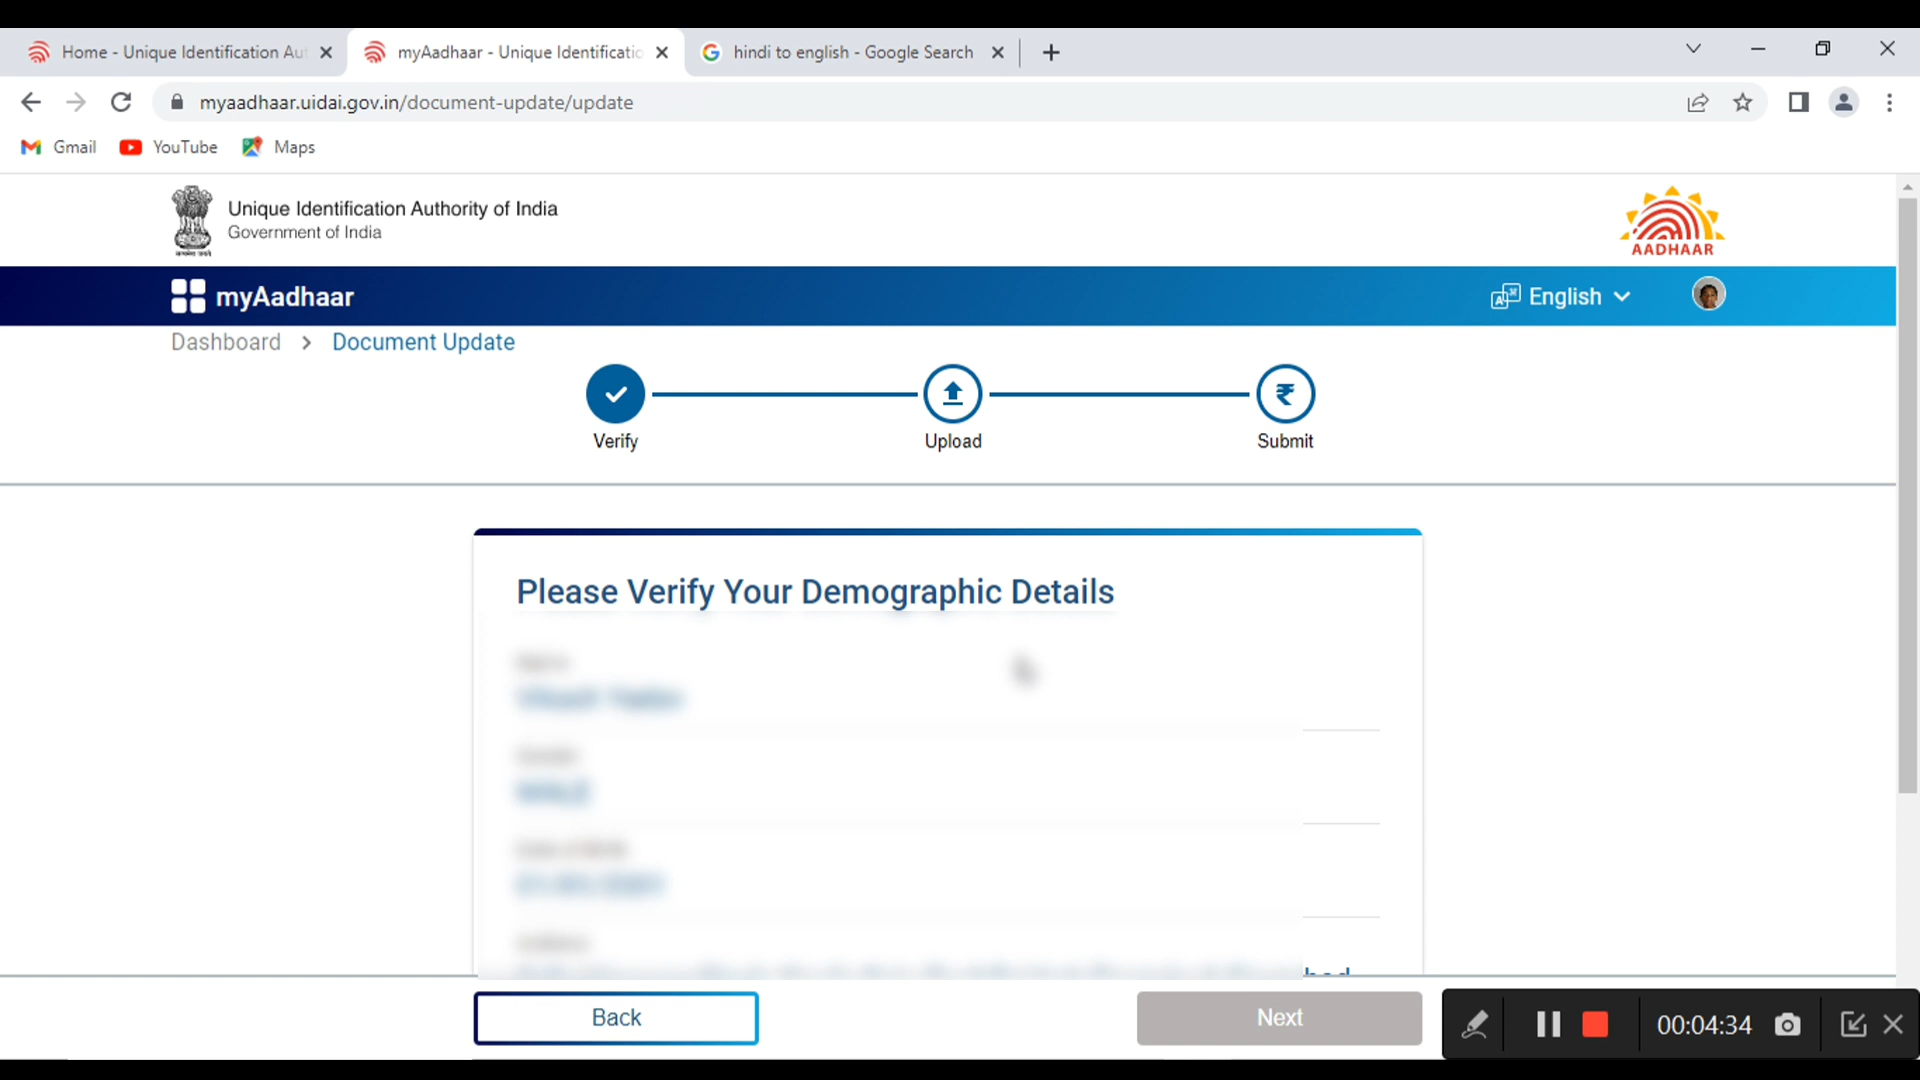 Home - Unique Identification Aut
myAadhaar - Unique Identificatio
hindi to english - Google Search
myaadhaar.uidai.gov.in/document-update/update
Gmail
YouTube
Maps
Unique Identification Authority of India
Government of India
AADHAAR
myAadhaar
English
Dashboard > Document Update
Verify
Upload
Submit
Please Verify Your Demographic Details
Back
Next
00:04:34